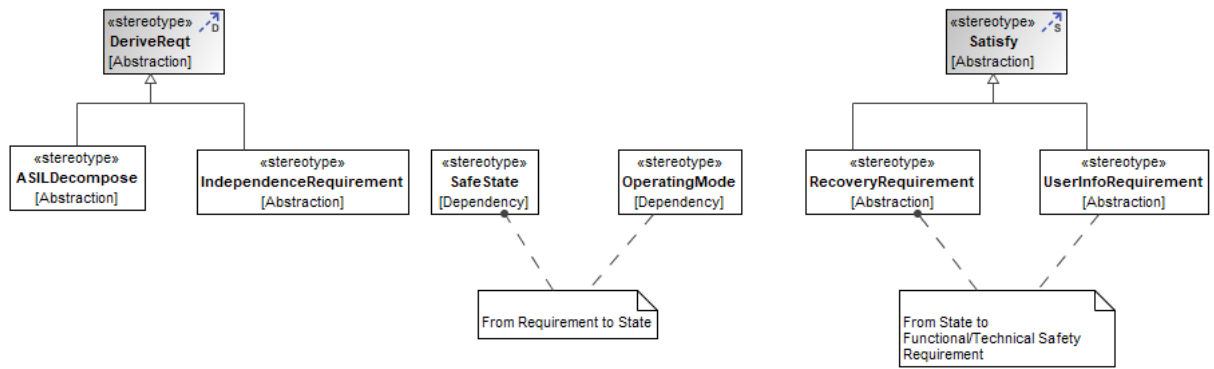 «stereotype»
D
DeriveReqt
[Abstraction]
«stereotype»
S
Satisfy
[Abstraction]
«stereotype»
ASILDecompose
[Abstraction]
«stereotype»
IndependenceRequirement
[Abstraction]
«stereotype»
SafeState
[Dependency]
«stereotype»
OperatingMode
[Dependency]
«stereotype»
RecoveryRequirement
[Abstraction]
«stereotype»
UserInfoRequirement
[Abstraction]
From Requirement to State
From State to
Functional/Technical Safety
Requirement